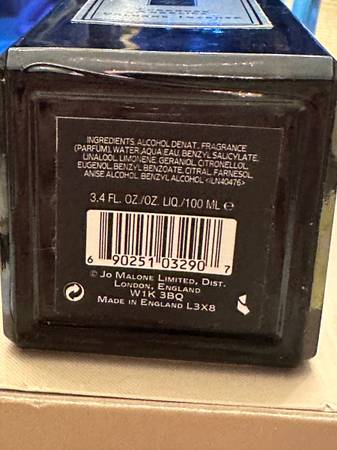 COLOGNE INTENSE
INGREDIENTS: ALCOHOL DENAT., FRAGRANCE
(PARFUM), WATER\AQUA\EAU, BENZYL SALICYLATE,
LINALOOL, LIMONENE, GERANIOL, CITRONELLOL,
EUGENOL, BENZYL BENZOATE, CITRAL, FARNESOL,
ANISE ALCOHOL, BENZYL ALCOHOL <ILN40476>
3.4 FL. OZ./OZ. LIQ./100 ML ℮
6 90251 03290 7
© JO MALONE LIMITED, DIST.
LONDON, ENGLAND
W1K 3BQ
MADE IN ENGLAND L3X8